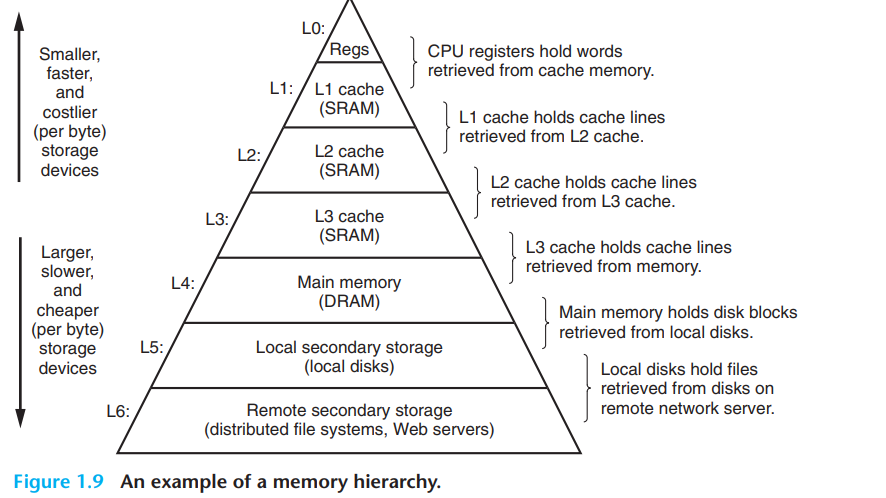 Smaller,
faster,
and
costlier
(per byte)
storage
devices
Larger,
slower,
and
cheaper
(per byte)
storage
devices
L0:
Regs
CPU registers hold words
retrieved from cache memory.
L1:
L1 cache
(SRAM)
L1 cache holds cache lines
retrieved from L2 cache.
L2:
L2 cache
(SRAM)
L2 cache holds cache lines
retrieved from L3 cache.
L3:
L3 cache
(SRAM)
L3 cache holds cache lines
retrieved from memory.
L4:
Main memory
(DRAM)
Main memory holds disk blocks
retrieved from local disks.
L5:
Local secondary storage
(local disks)
Local disks hold files
retrieved from disks on
remote network server.
L6:
Remote secondary storage
(distributed file systems, Web servers)
Figure 1.9 An example of a memory hierarchy.